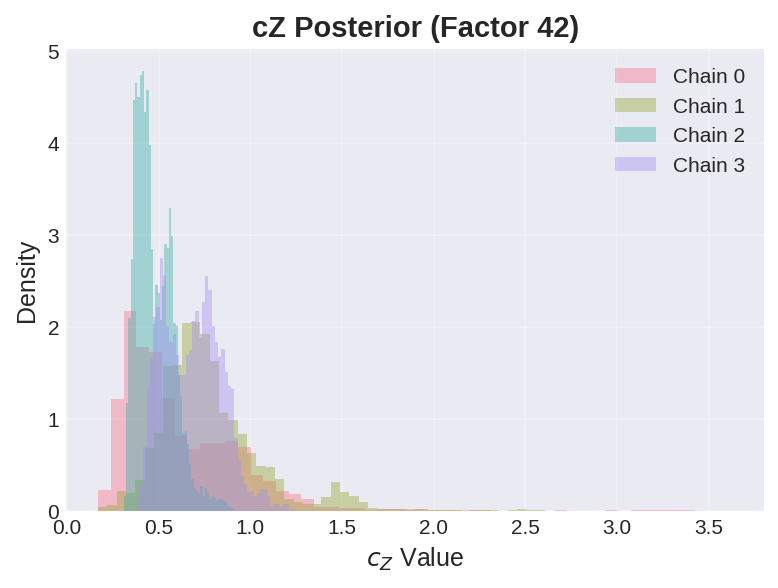 cZ Posterior (Factor 42)
Density
5
4
3
2
1
0
Chain 0
Chain 1
Chain 2
Chain 3
0.0 0.5 1.0 1.5 2.0 2.5 3.0 3.5
c_Z Value